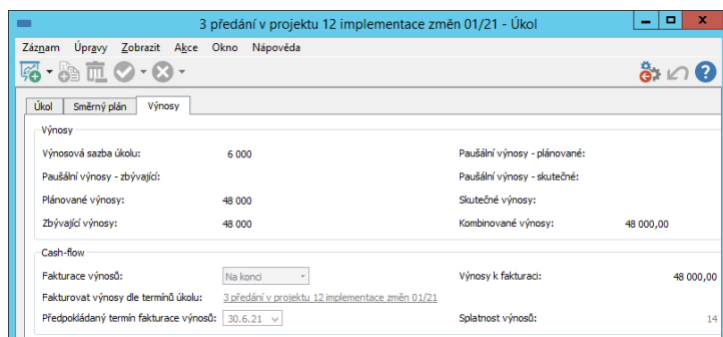 3 předání v projektu 12 implementace změn 01/21 - Úkol
Záznam Úpravy Zobrazit Akce Okno Nápověda
Úkol Směrný plán Výnosy
Výnosy
Výnosová sazba úkolu: 6 000 Paušální výnosy - plánované:
Paušální výnosy - zbývající: Paušální výnosy - skutečné:
Plánované výnosy: 48 000 Skutečné výnosy:
Zbývající výnosy: 48 000 Kombinované výnosy: 48 000,00
Cash-flow
Fakturace výnosů: Na konci Výnosy k fakturaci: 48 000,00
Fakturovat výnosy dle termínů úkolu: 3 předání v projektu 12 implementace změn 01/21
Předpokládaný termín fakturace výnosů: 30.6.21 Splatnost výnosů: 14